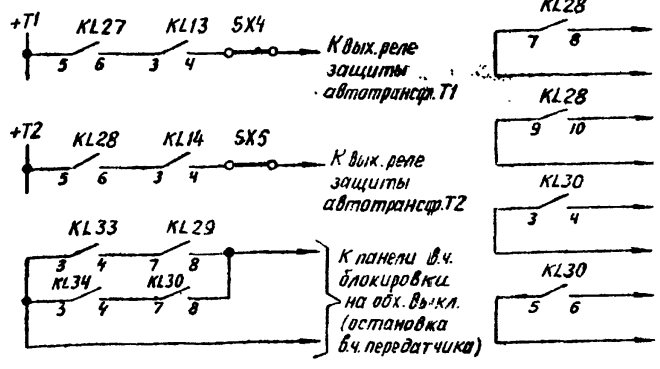 +T1 KL27 KL13 SX4
5 6 3 4
К вых. реле
защиты
автотрансф. Т1
+T2 KL28 KL14 SX5
5 6 3 4
К вых. реле
защиты
автотрансф. Т2
KL33 KL29
3 4 7 8
KL34 KL30
3 4 7 8
К панели в.ч.
блокировки
на обх. выкл.
(остановка
в.ч. передатчика)
KL28
7 8
KL28
9 10
KL30
3 4
KL30
5 6